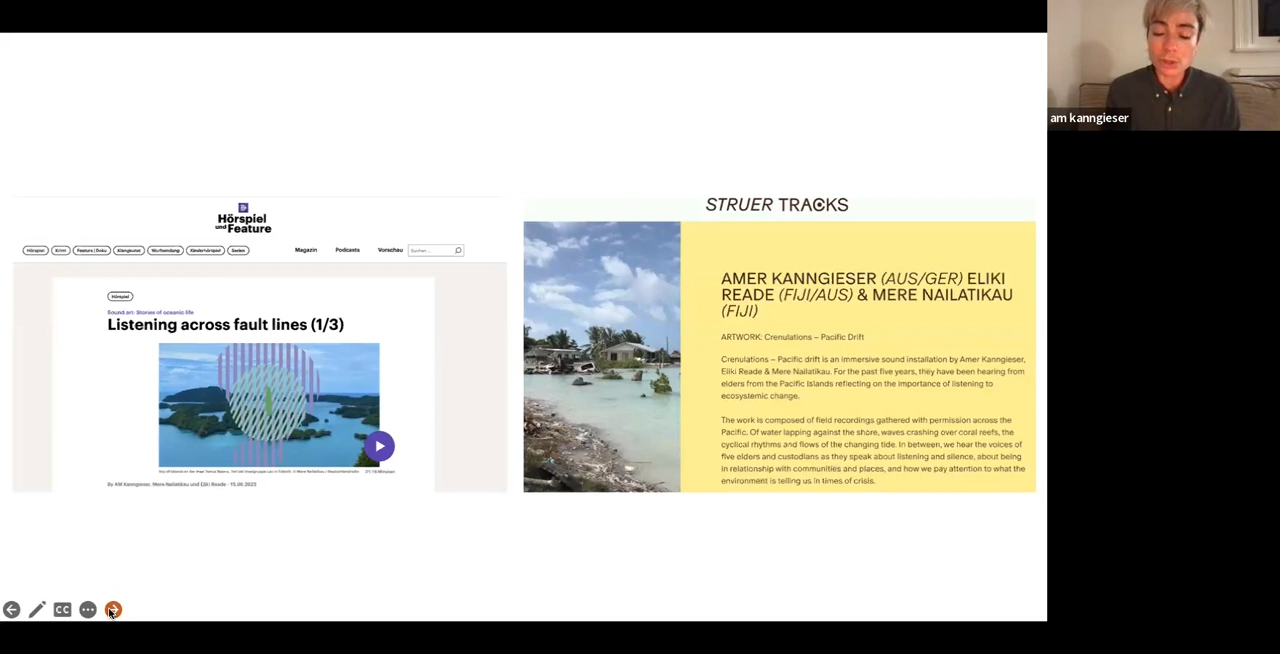 am kanngieser
Hörspiel
und Feature
Hörspiel
Krimi
Feature | Doku
Klangkunst
Wurfsendung
Kinderhörspiel
Serien
Magazin
Podcasts
Vorschau
Suchen ...
Hörspiel
Sound art: Stories of oceanic life
Listening across fault lines (1/3)
By AM Kanngieser, Mere Nailatikau und Eliki Reade · 15.09.2023
STRUER TRACKS
AMER KANNGIESER (AUS/GER) ELIKI
READE (FIJI/AUS) & MERE NAILATIKAU
(FIJI)
ARTWORK: Crenulations – Pacific Drift
Crenulations – Pacific drift is an immersive sound installation by Amer Kanngieser,
Eliki Reade & Mere Nailatikau. For the past five years, they have been hearing from
elders from the Pacific Islands reflecting on the importance of listening to
ecosystemic change.
The work is composed of field recordings gathered with permission across the
Pacific. Of water lapping against the shore, waves crashing over coral reefs, the
cyclical rhythms and flows of the changing tide. In between, we hear the voices of
five elders and custodians as they speak about listening and silence, about being
in relationship with communities and places, and how we pay attention to what the
environment is telling us in times of crisis.
CC